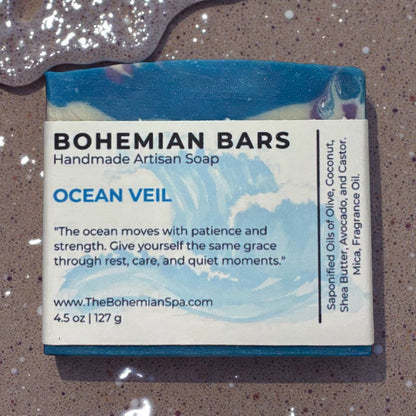 BOHEMIAN BARS
Handmade Artisan Soap
OCEAN VEIL
"The ocean moves with patience and
strength. Give yourself the same grace
through rest, care, and quiet moments."
www.TheBohemianSpa.com
4.5 oz | 127 g
Saponified Oils of Olive, Coconut,
Shea Butter, Avocado, and Castor.
Mica, Fragrance Oil.